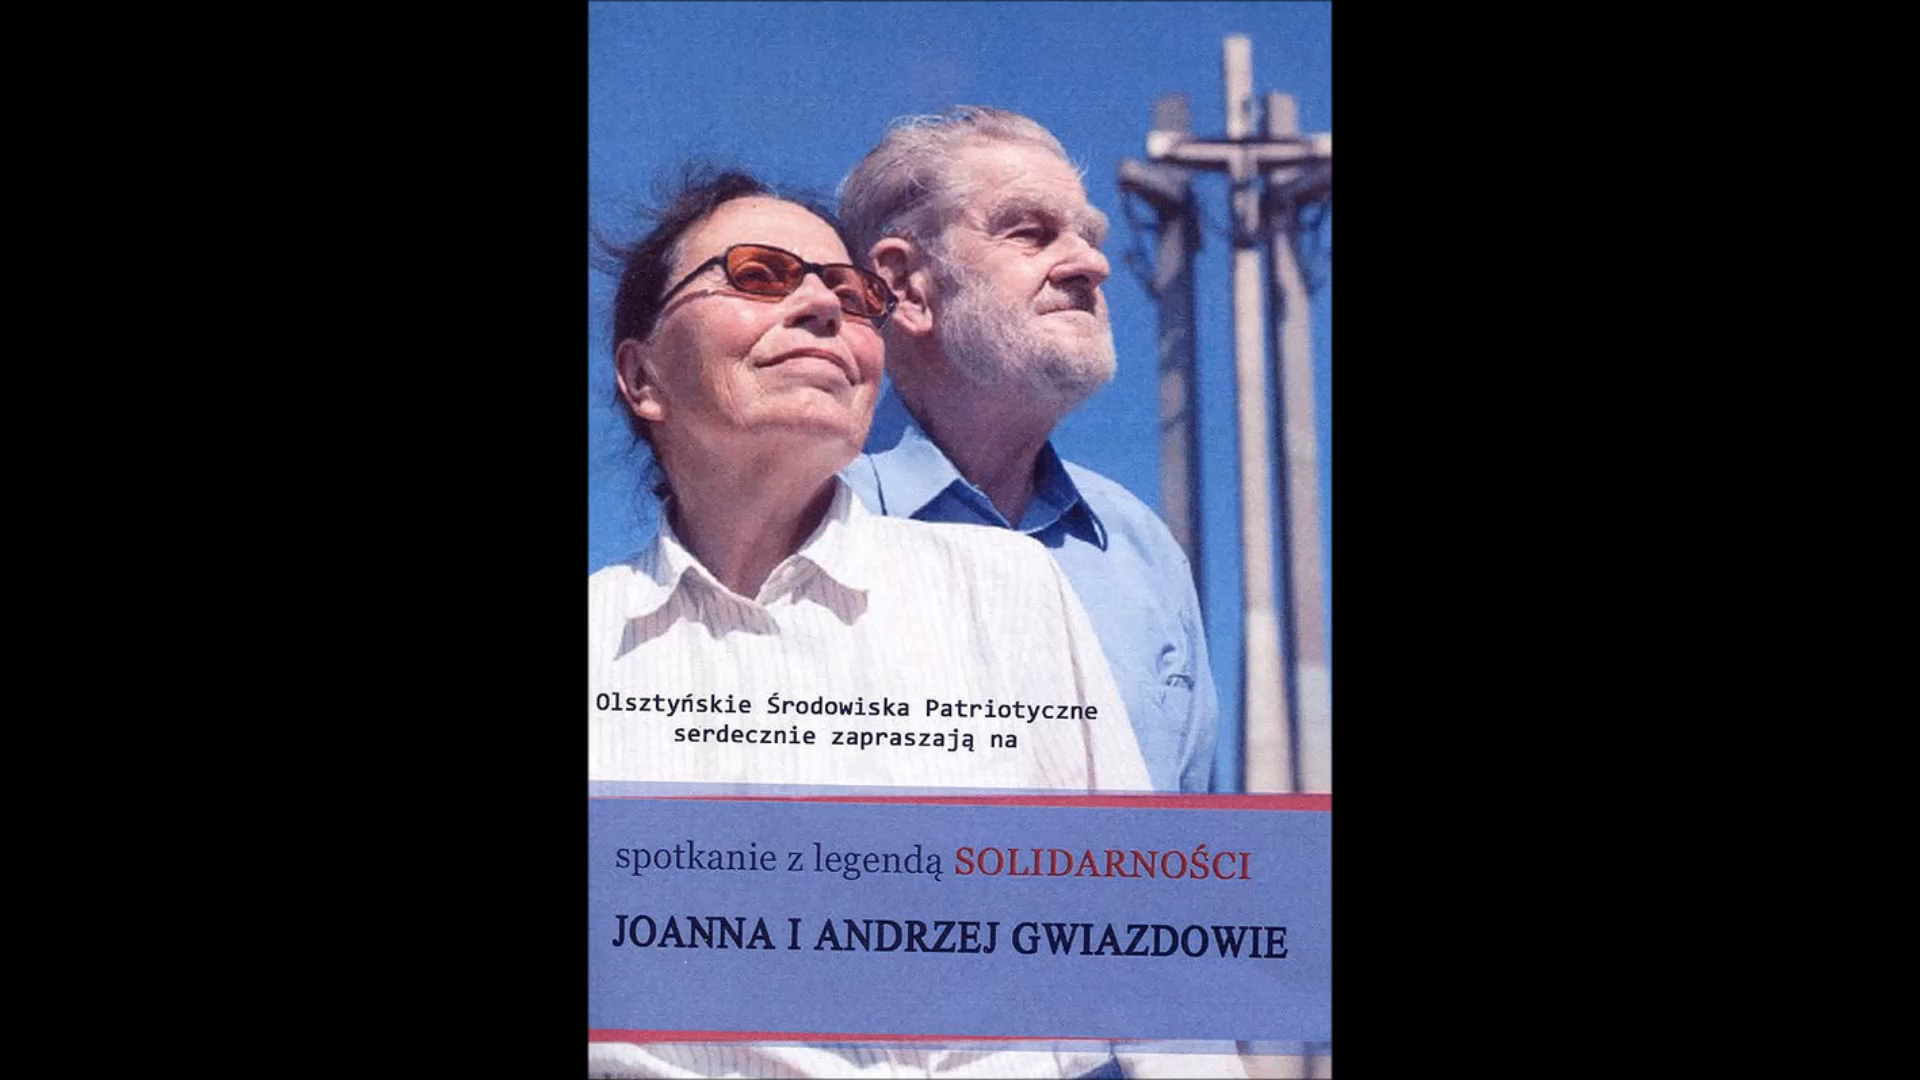 Olsztyńskie Środowiska Patriotyczne
serdecznie zapraszają na
spotkanie z legendą SOLIDARNOŚCI
JOANNA I ANDRZEJ GWIAZDOWIE